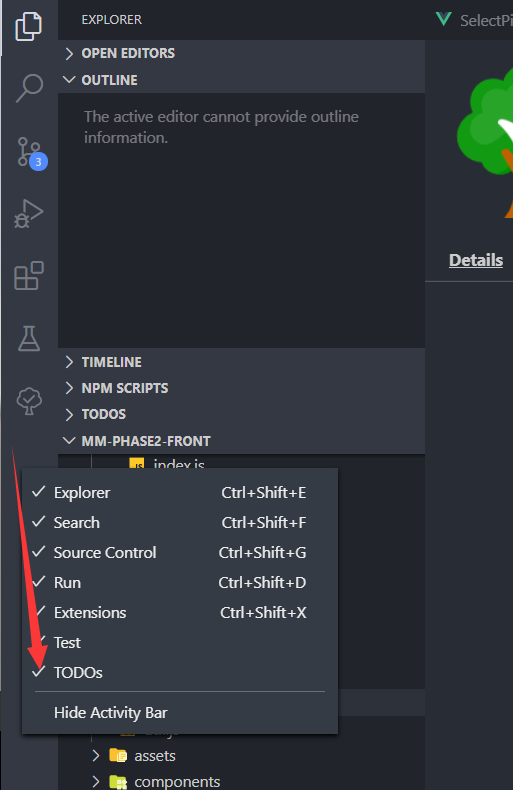 EXPLORER
SelectPi
OPEN EDITORS
OUTLINE
The active editor cannot provide outline
information.
3
Details
TIMELINE
NPM SCRIPTS
TODOS
MM-PHASE2-FRONT
JS index.js
Explorer Ctrl+Shift+E
Search Ctrl+Shift+F
Source Control Ctrl+Shift+G
Run Ctrl+Shift+D
Extensions Ctrl+Shift+X
Test
TODOs
Hide Activity Bar
assets
components